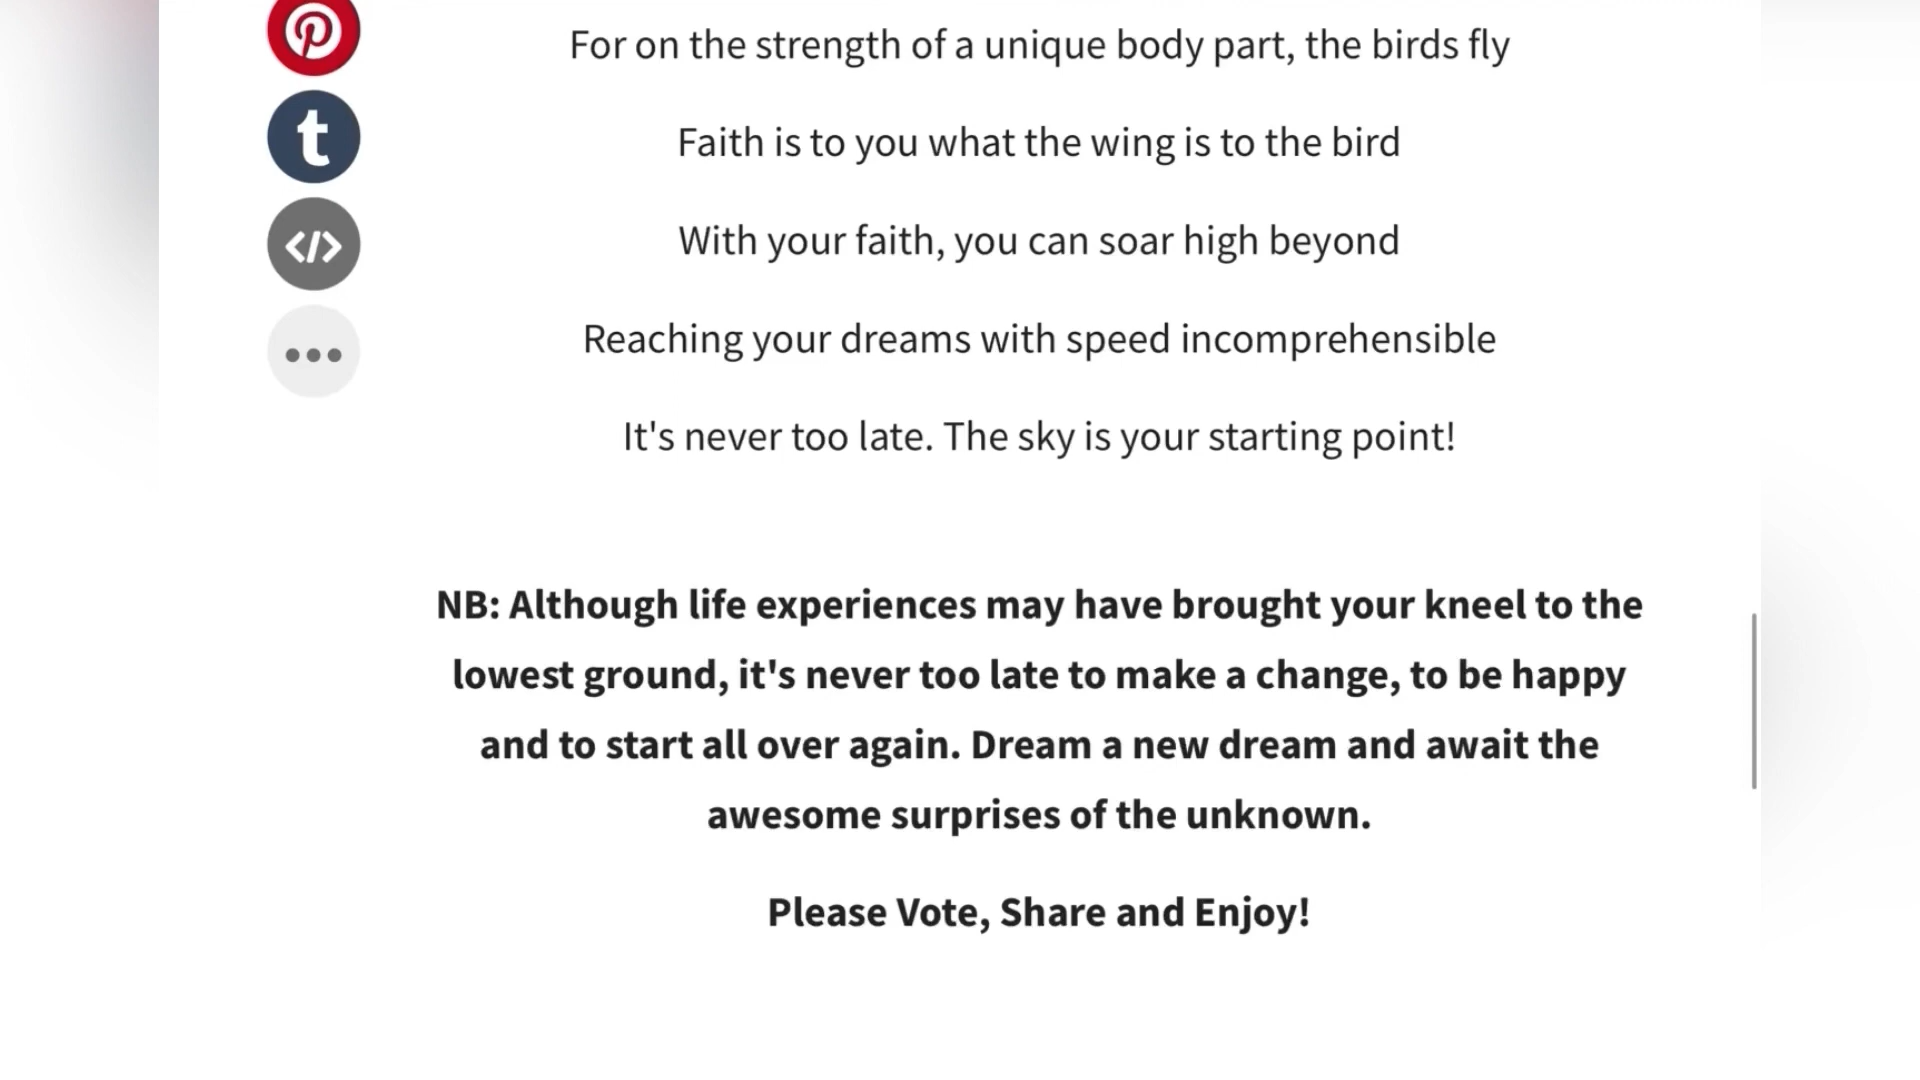 For on the strength of a unique body part, the birds fly
Faith is to you what the wing is to the bird
With your faith, you can soar high beyond
Reaching your dreams with speed incomprehensible
It's never too late. The sky is your starting point!
NB: Although life experiences may have brought your kneel to the
lowest ground, it's never too late to make a change, to be happy
and to start all over again. Dream a new dream and await the
awesome surprises of the unknown.
Please Vote, Share and Enjoy!